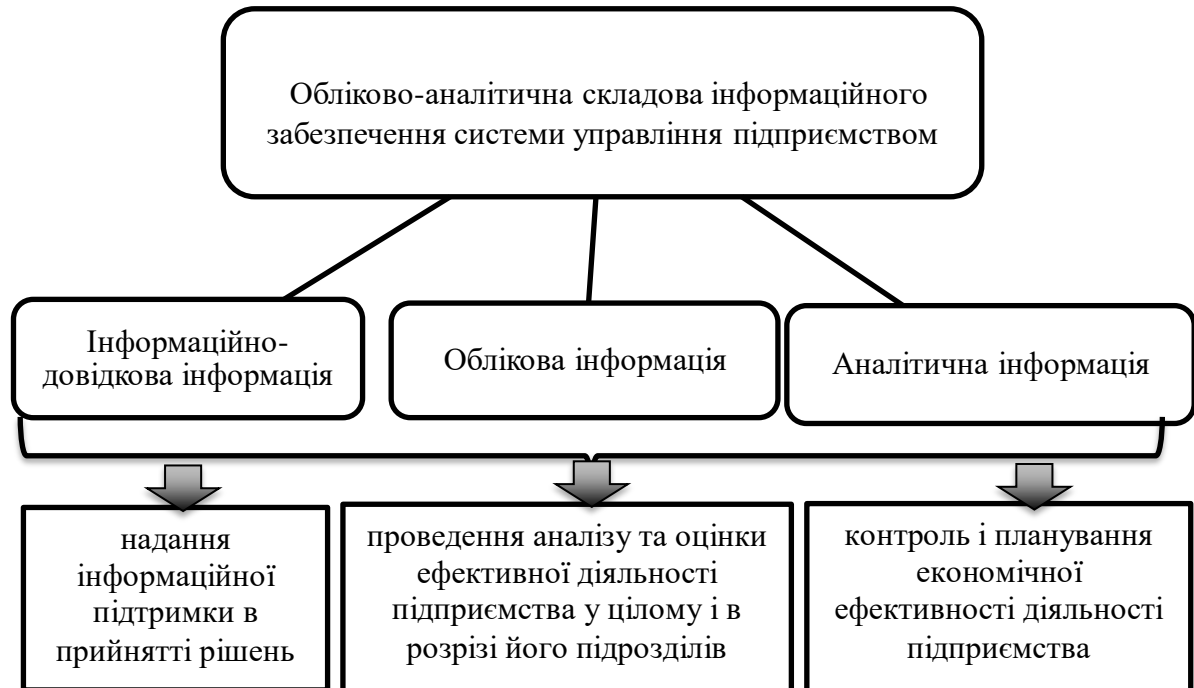 Обліково-аналітична складова інформаційного
забезпечення системи управління підприємством
Інформаційно-
довідкова інформація
Облікова інформація
Аналітична інформація
надання
інформаційної
підтримки в
прийнятті рішень
проведення аналізу та оцінки
ефективної діяльності
підприємства у цілому і в
розрізі його підрозділів
контроль і планування
економічної
ефективності діяльності
підприємства